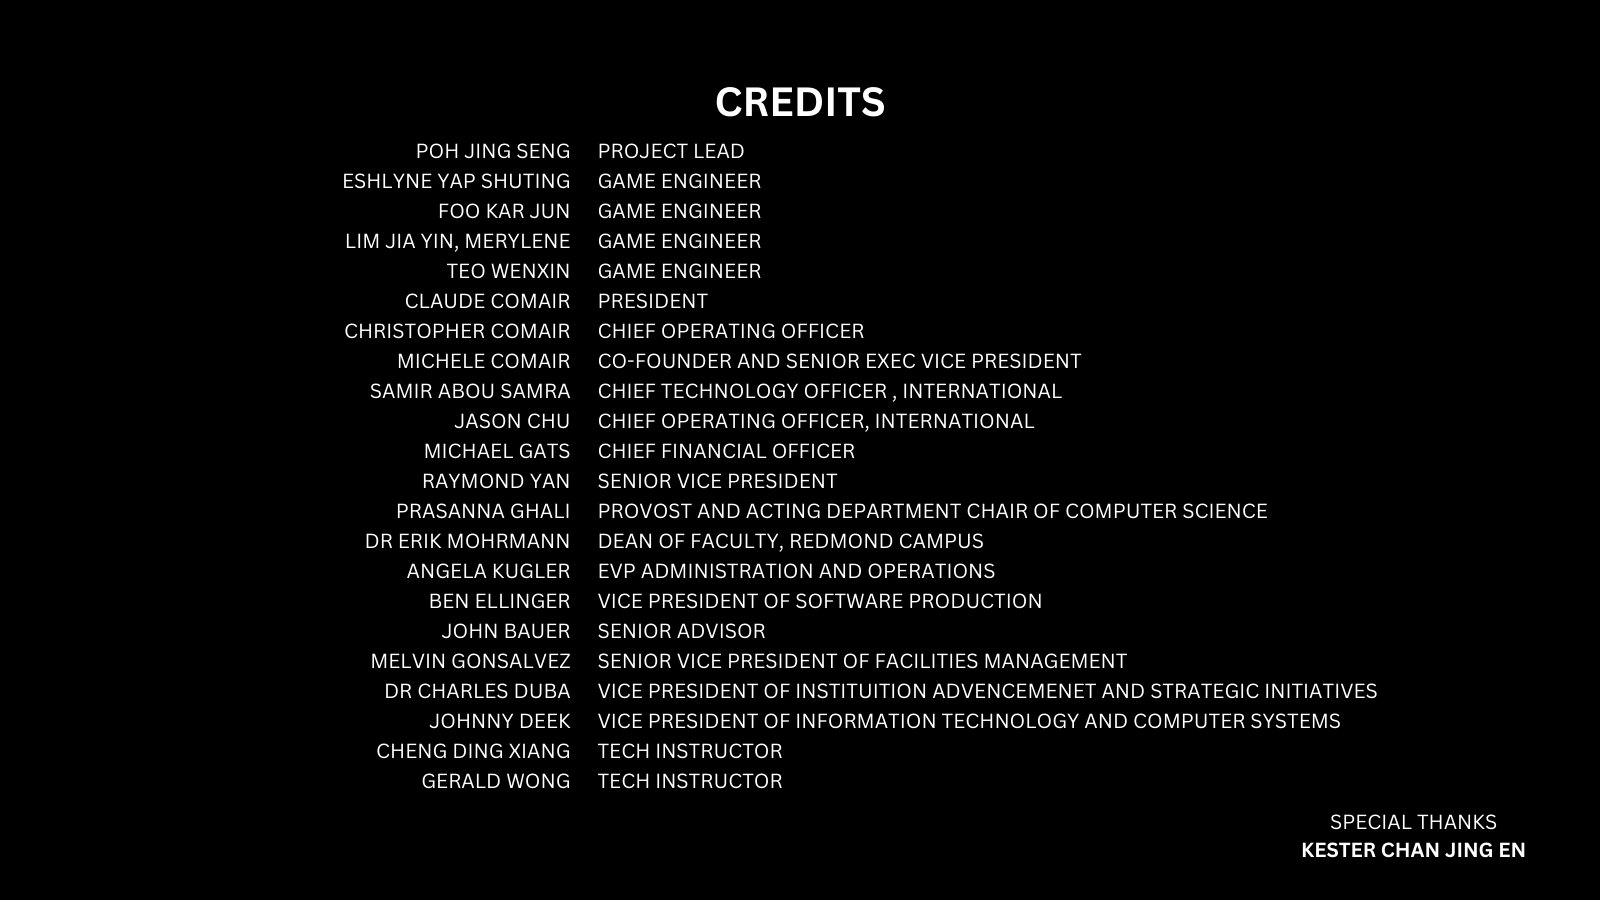 CREDITS
POH JING SENG PROJECT LEAD
ESHLYNE YAP SHUTING GAME ENGINEER
FOO KAR JUN GAME ENGINEER
LIM JIA YIN, MERYLENE GAME ENGINEER
TEO WENXIN GAME ENGINEER
CLAUDE COMAIR PRESIDENT
CHRISTOPHER COMAIR CHIEF OPERATING OFFICER
MICHELE COMAIR CO-FOUNDER AND SENIOR EXEC VICE PRESIDENT
SAMIR ABOU SAMRA CHIEF TECHNOLOGY OFFICER , INTERNATIONAL
JASON CHU CHIEF OPERATING OFFICER, INTERNATIONAL
MICHAEL GATS CHIEF FINANCIAL OFFICER
RAYMOND YAN SENIOR VICE PRESIDENT
PRASANNA GHALI PROVOST AND ACTING DEPARTMENT CHAIR OF COMPUTER SCIENCE
DR ERIK MOHRMANN DEAN OF FACULTY, REDMOND CAMPUS
ANGELA KUGLER EVP ADMINISTRATION AND OPERATIONS
BEN ELLINGER VICE PRESIDENT OF SOFTWARE PRODUCTION
JOHN BAUER SENIOR ADVISOR
MELVIN GONSALVEZ SENIOR VICE PRESIDENT OF FACILITIES MANAGEMENT
DR CHARLES DUBA VICE PRESIDENT OF INSTITUITION ADVENCEMENET AND STRATEGIC INITIATIVES
JOHNNY DEEK VICE PRESIDENT OF INFORMATION TECHNOLOGY AND COMPUTER SYSTEMS
CHENG DING XIANG TECH INSTRUCTOR
GERALD WONG TECH INSTRUCTOR
SPECIAL THANKS
KESTER CHAN JING EN